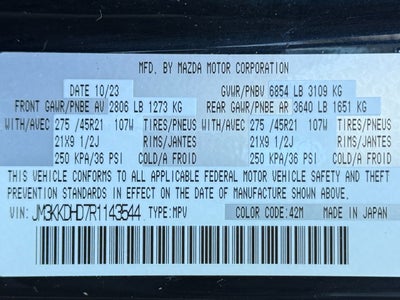 MFD. BY MAZDA MOTOR CORPORATION
DATE 10/23 GVWR/PNBV 6854 LB 3109 KG
FRONT GAWR/PNBE AV 2806 LB 1273 KG REAR GAWR/PNBE AR 3640 LB 1651 KG
WITH/AVEC 275 /45R21 107W TIRES/PNEUS WITH/AVEC 275 /45R21 107W TIRES/PNEUS
21X9 1/2J RIMS/JANTES 21X9 1/2J RIMS/JANTES
250 KPA/36 PSI COLD/A FROID 250 KPA/36 PSI COLD/A FROID
THIS VEHICLE CONFORMS TO ALL APPLICABLE FEDERAL MOTOR VEHICLE SAFETY AND THEFT
PREVENTION STANDARDS IN EFFECT ON THE DATE OF MANUFACTURE SHOWN ABOVE.
VIN: JM3KKDHD7R1143544 TYPE: MPV COLOR CODE: 42M MADE IN JAPAN